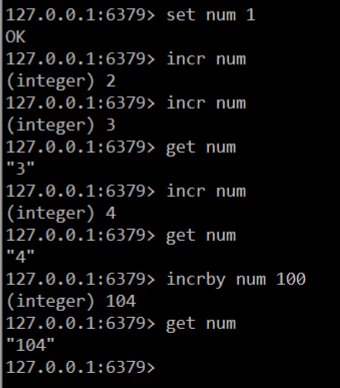 127.0.0.1:6379> set num 1
OK
127.0.0.1:6379> incr num
(integer) 2
127.0.0.1:6379> incr num
(integer) 3
127.0.0.1:6379> get num
"3"
127.0.0.1:6379> incr num
(integer) 4
127.0.0.1:6379> get num
"4"
127.0.0.1:6379> incrby num 100
(integer) 104
127.0.0.1:6379> get num
"104"
127.0.0.1:6379>